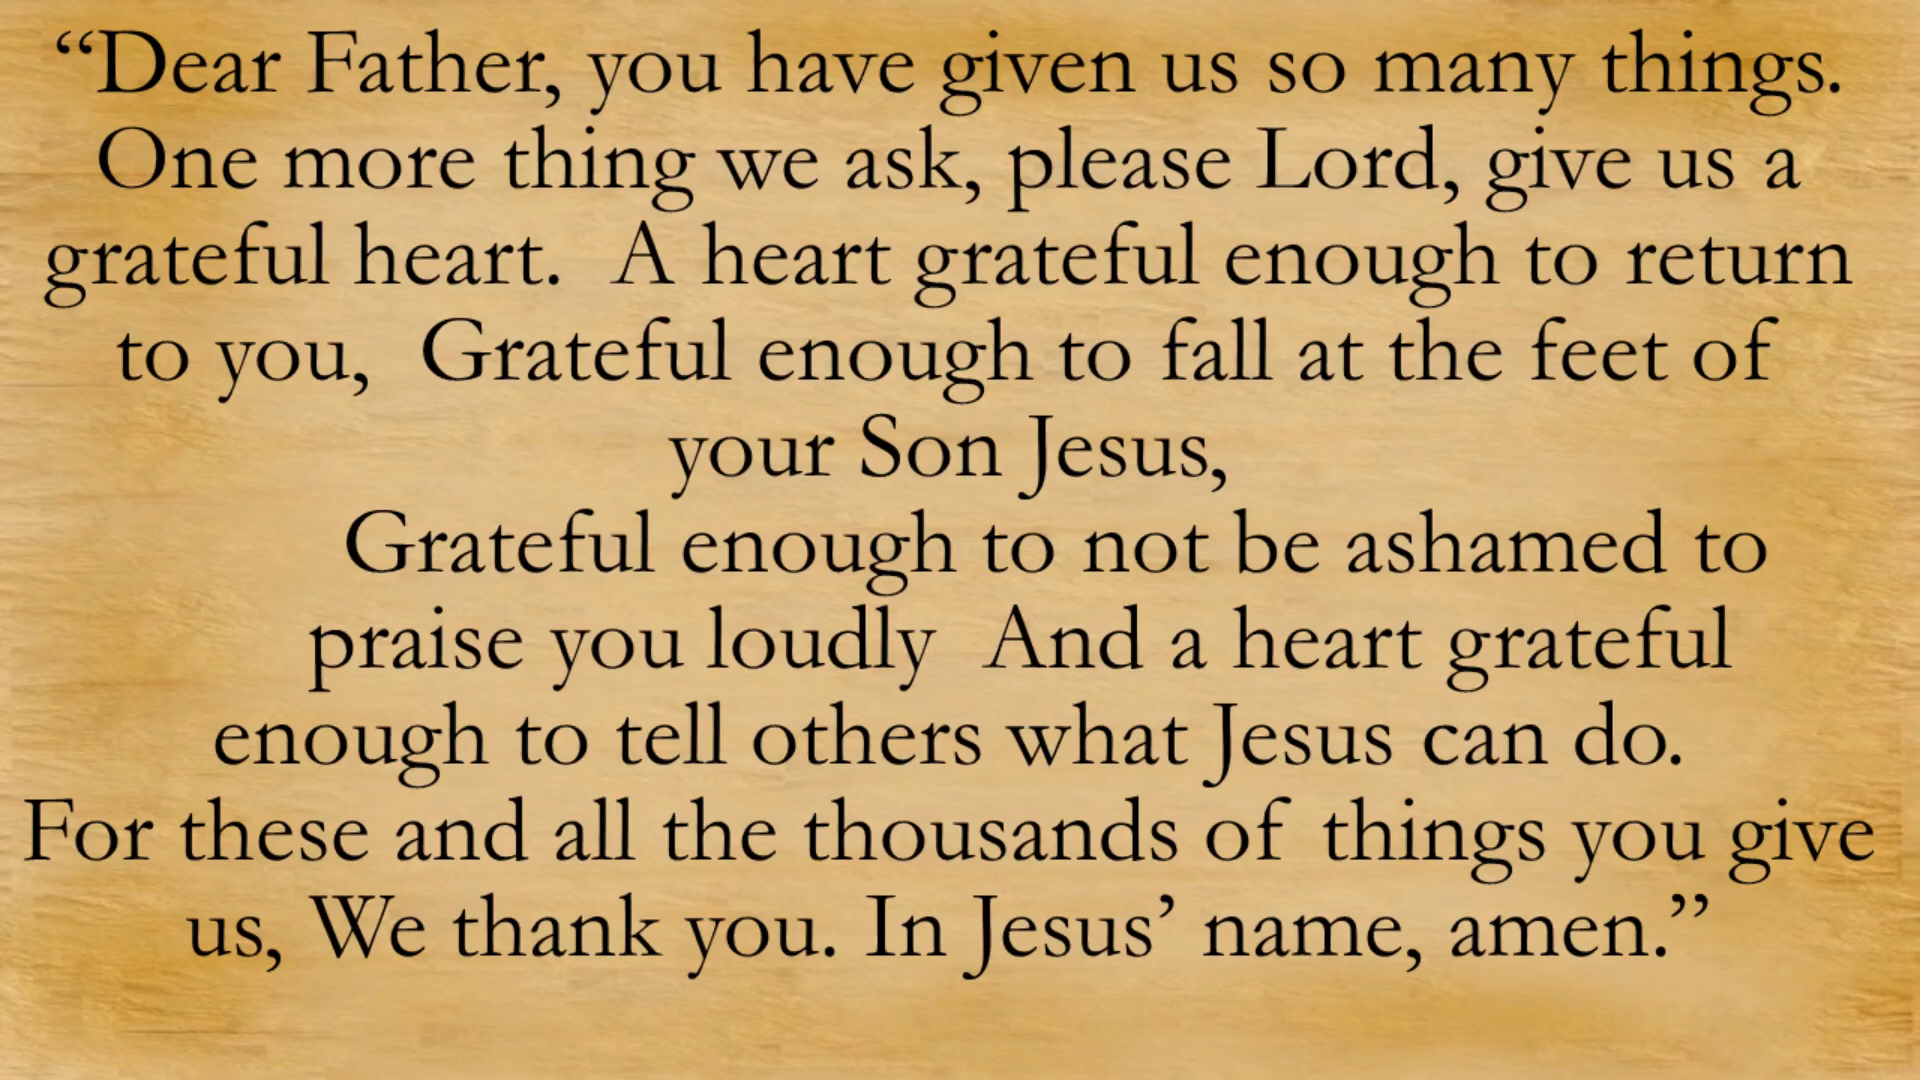 “Dear Father, you have given us so many things.
One more thing we ask, please Lord, give us a
grateful heart.  A heart grateful enough to return
to you,  Grateful enough to fall at the feet of
your Son Jesus,
Grateful enough to not be ashamed to
praise you loudly  And a heart grateful
enough to tell others what Jesus can do.
For these and all the thousands of things you give
us, We thank you. In Jesus’ name, amen.”